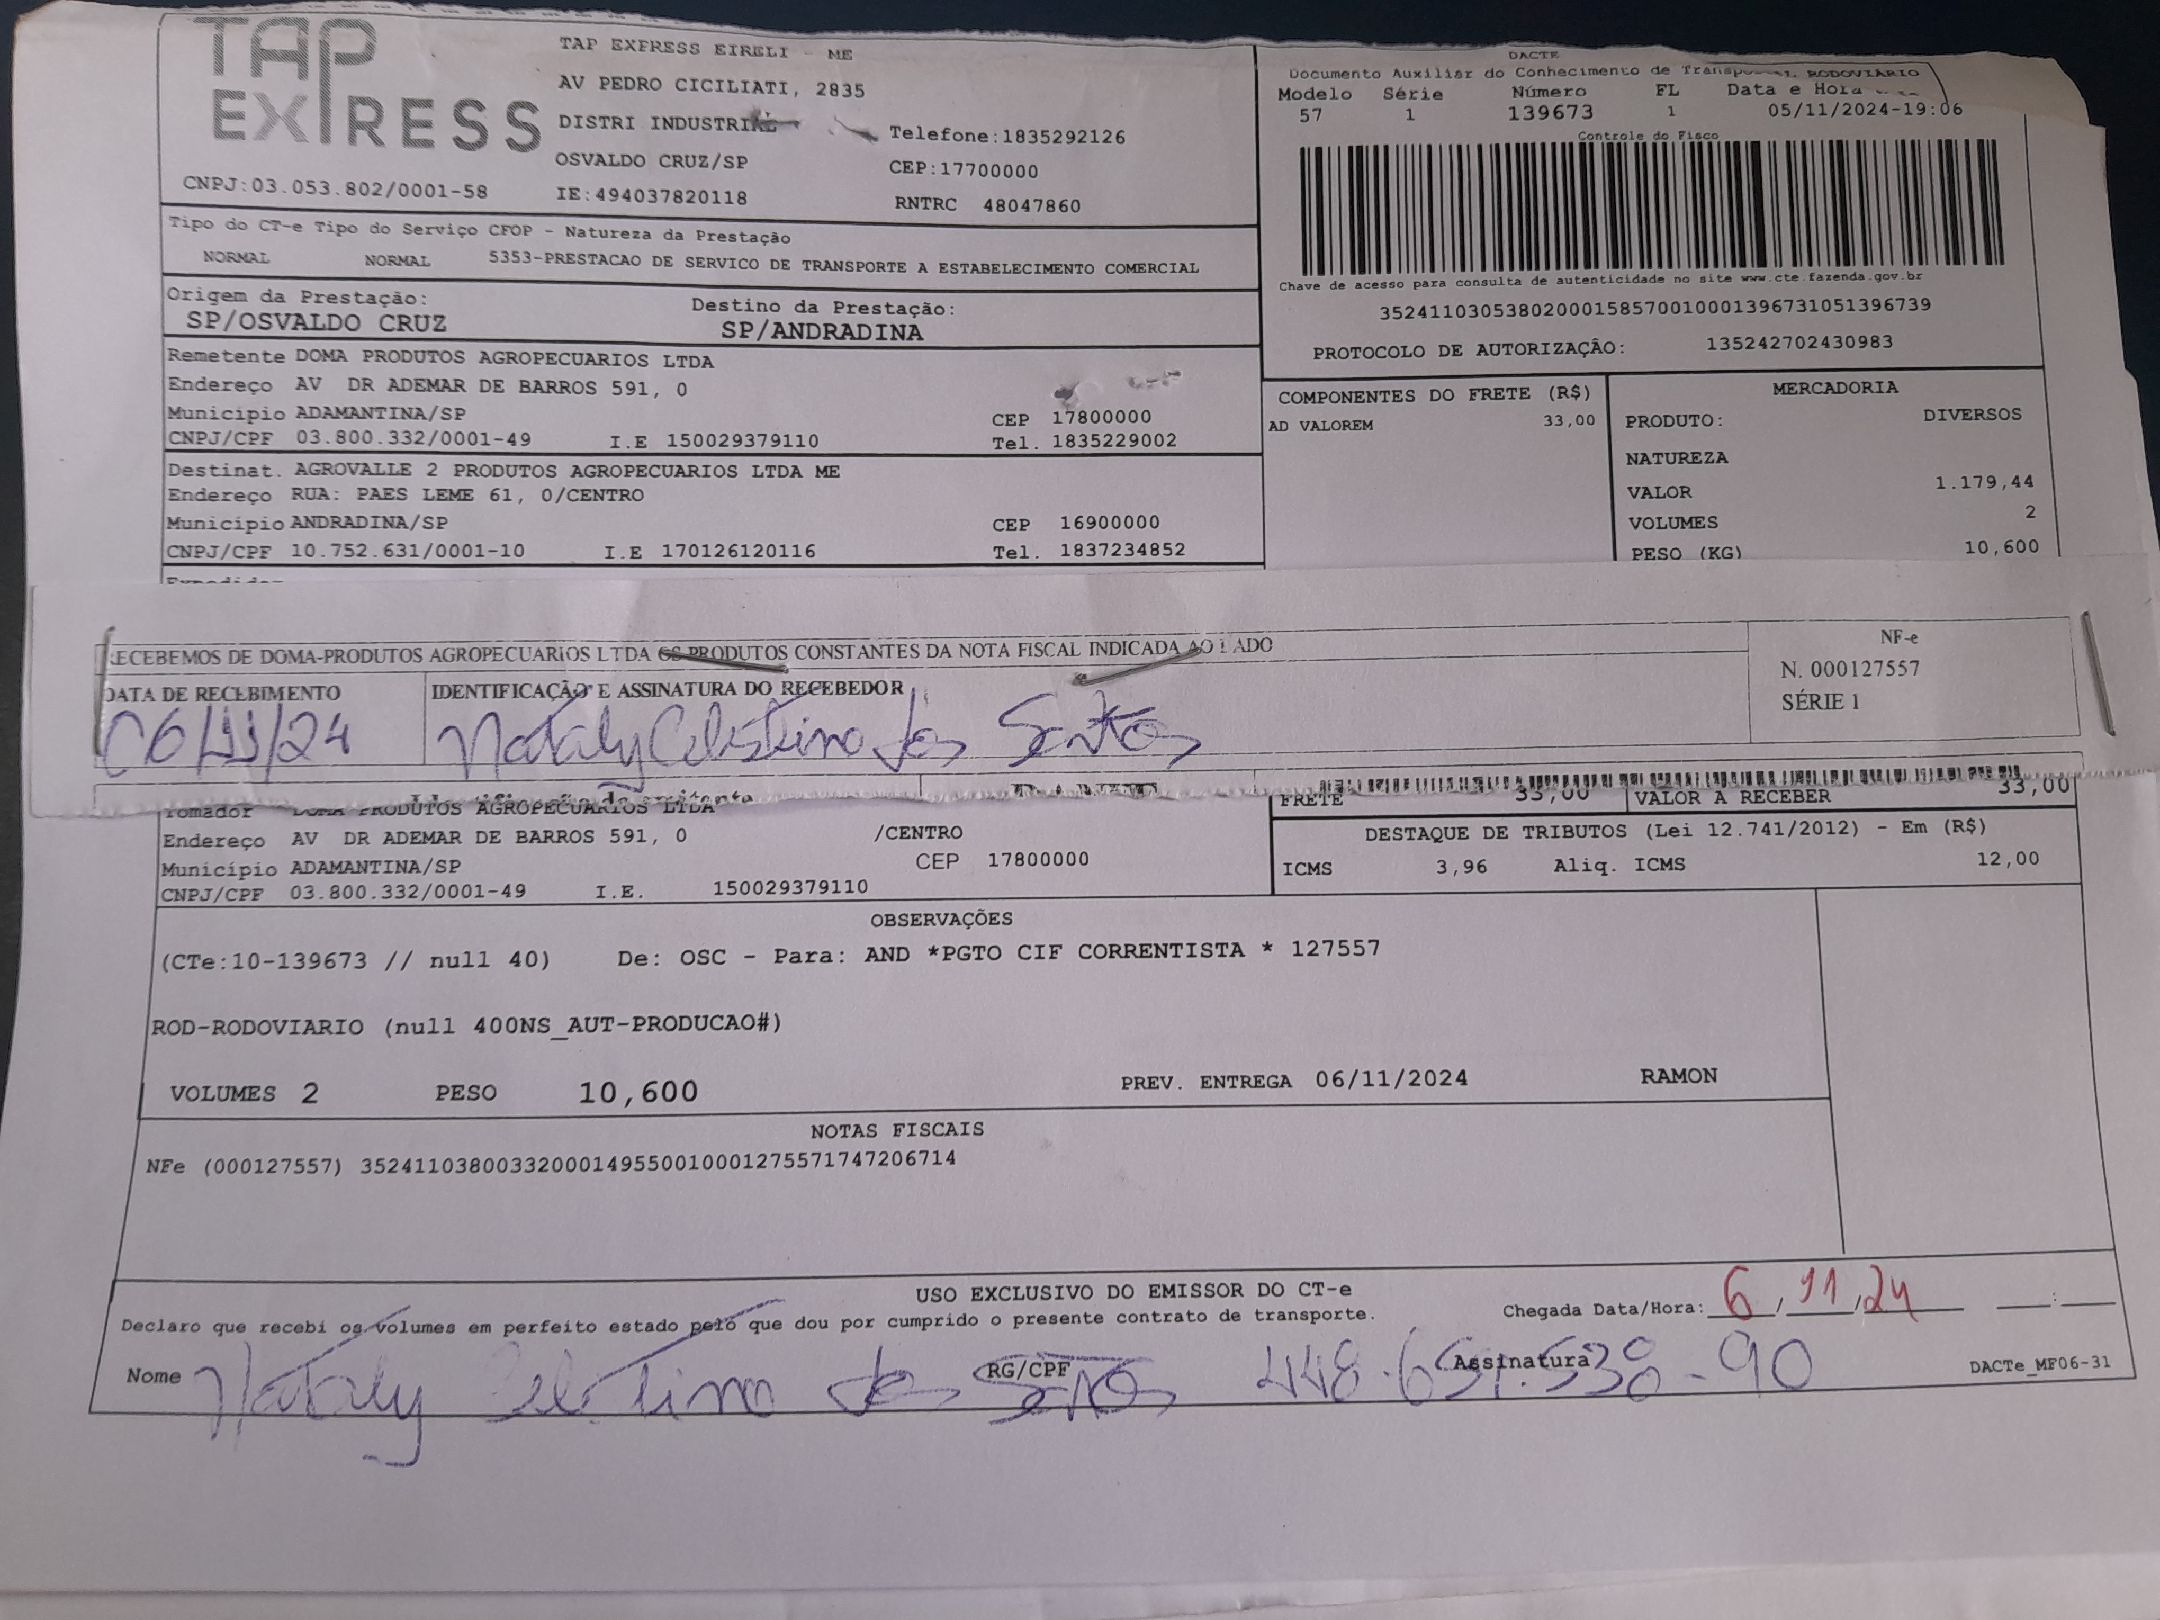 TAP
EXPRESS
CNPJ:03.053.802/0001-58
TAP EXPRESS EIRELI - ME
AV PEDRO CICILIATI, 2835
DISTRI INDUSTRIAL
Telefone:1835292126
OSVALDO CRUZ/SP
CEP:17700000
IE:494037820118
RNTRC 48047860
DACTE
Documento Auxiliar do Conhecimento de RODOVIÁRIO
Modelo Série Número FL Data e Hora
57 1 139673 1 05/11/2024-19:06
Controle do Fisco
Chave de acesso para consulta de autenticidade no site www.cte.fazenda.gov.br
35241103053802000158570010001396731051396739
PROTOCOLO DE AUTORIZAÇÃO: 135242702430983
Tipo do CT-e Tipo do Serviço CFOP - Natureza da Prestação
NORMAL NORMAL 5353-PRESTACAO DE SERVICO DE TRANSPORTE A ESTABELECIMENTO COMERCIAL
Origem da Prestação: Destino da Prestação:
SP/OSVALDO CRUZ SP/ANDRADINA
Remetente DOMA PRODUTOS AGROPECUARIOS LTDA
Endereço AV DR ADEMAR DE BARROS 591, 0
Município ADAMANTINA/SP CEP 17800000
CNPJ/CPF 03.800.332/0001-49 I.E 150029379110 Tel. 1835229002
Destinat. AGROVALLE 2 PRODUTOS AGROPECUARIOS LTDA ME
Endereço RUA: PAES LEME 61, 0/CENTRO
Município ANDRADINA/SP CEP 16900000
CNPJ/CPF 10.752.631/0001-10 I.E 170126120116 Tel. 1837234852
COMPONENTES DO FRETE (R$)
AD VALOREM 33,00
MERCADORIA
PRODUTO: DIVERSOS
NATUREZA
VALOR 1.179,44
VOLUMES 2
PESO (KG) 10,600
RECEBEMOS DE DOMA-PRODUTOS AGROPECUARIOS LTDA OS PRODUTOS CONSTANTES DA NOTA FISCAL INDICADA AO LADO
DATA DE RECEBIMENTO IDENTIFICAÇÃO E ASSINATURA DO RECEBEDOR
06/11/24 Nataly Celestino dos Santos
NF-e
N. 000127557
SÉRIE 1
FRETE 33,00 VALOR A RECEBER 33,00
Tomador DOMA PRODUTOS AGROPECUARIOS LTDA
Endereço AV DR ADEMAR DE BARROS 591, 0 /CENTRO
Município ADAMANTINA/SP CEP 17800000
CNPJ/CPF 03.800.332/0001-49 I.E. 150029379110
DESTAQUE DE TRIBUTOS (Lei 12.741/2012) - Em (R$)
ICMS 3,96 Aliq. ICMS 12,00
OBSERVAÇÕES
(CTe:10-139673 // null 40) De: OSC - Para: AND *PGTO CIF CORRENTISTA * 127557
ROD-RODOVIARIO (null 400NS_AUT-PRODUCAO#)
VOLUMES 2 PESO 10,600 PREV. ENTREGA 06/11/2024 RAMON
NOTAS FISCAIS
NFe (000127557) 35241103800332000149550010001275571747206714
USO EXCLUSIVO DO EMISSOR DO CT-e
Declaro que recebi os volumes em perfeito estado pelo que dou por cumprido o presente contrato de transporte.
Chegada Data/Hora: 6/11/24 :
Nome Nataly Celestino dos Santos RG/CPF 448.651.538-90 Assinatura
DACTe_MF06-31